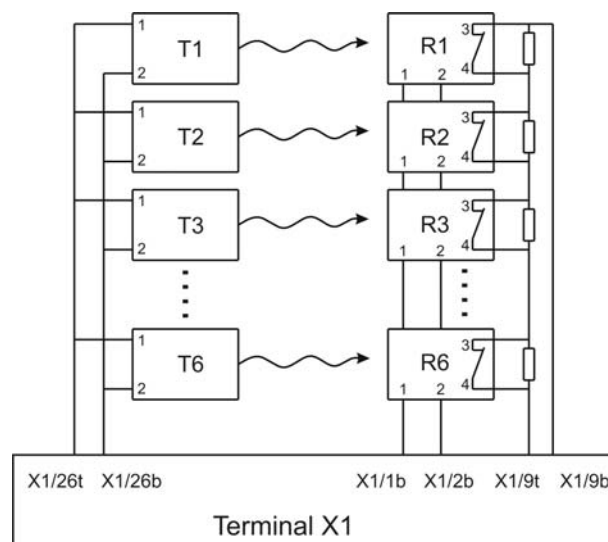 1 T1 R1 3
2 1 2 4
1 T2 R2 3
2 1 2 4
1 T3 R3 3
2 1 2 4
1 T6 R6 3
2 1 2 4
X1/26t X1/26b X1/1b X1/2b X1/9t X1/9b
Terminal X1